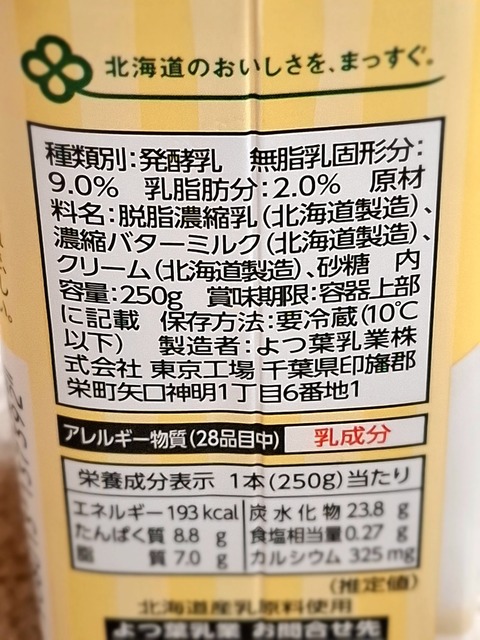 北海道のおいしさを、まっすぐ。
種類別：発酵乳　無脂乳固形分：
9.0%　乳脂肪分：2.0%　原材
料名：脱脂濃縮乳（北海道製造）、
濃縮バターミルク（北海道製造）、
クリーム（北海道製造）、砂糖　内
容量：250g　賞味期限：容器上部
に記載　保存方法：要冷蔵（10℃
以下）　製造者：よつ葉乳業株
式会社 東京工場 千葉県印旛郡
栄町矢口神明1丁目6番地1
アレルギー物質（28品目中）　乳成分
栄養成分表示　1本（250g）当たり
エネルギー 193 kcal　炭水化物 23.8 g
たんぱく質 8.8 g　食塩相当量 0.27 g
脂質 7.0 g　カルシウム 325 mg
（推定値）
北海道産乳原料使用
よつ葉乳業 お問合せ先